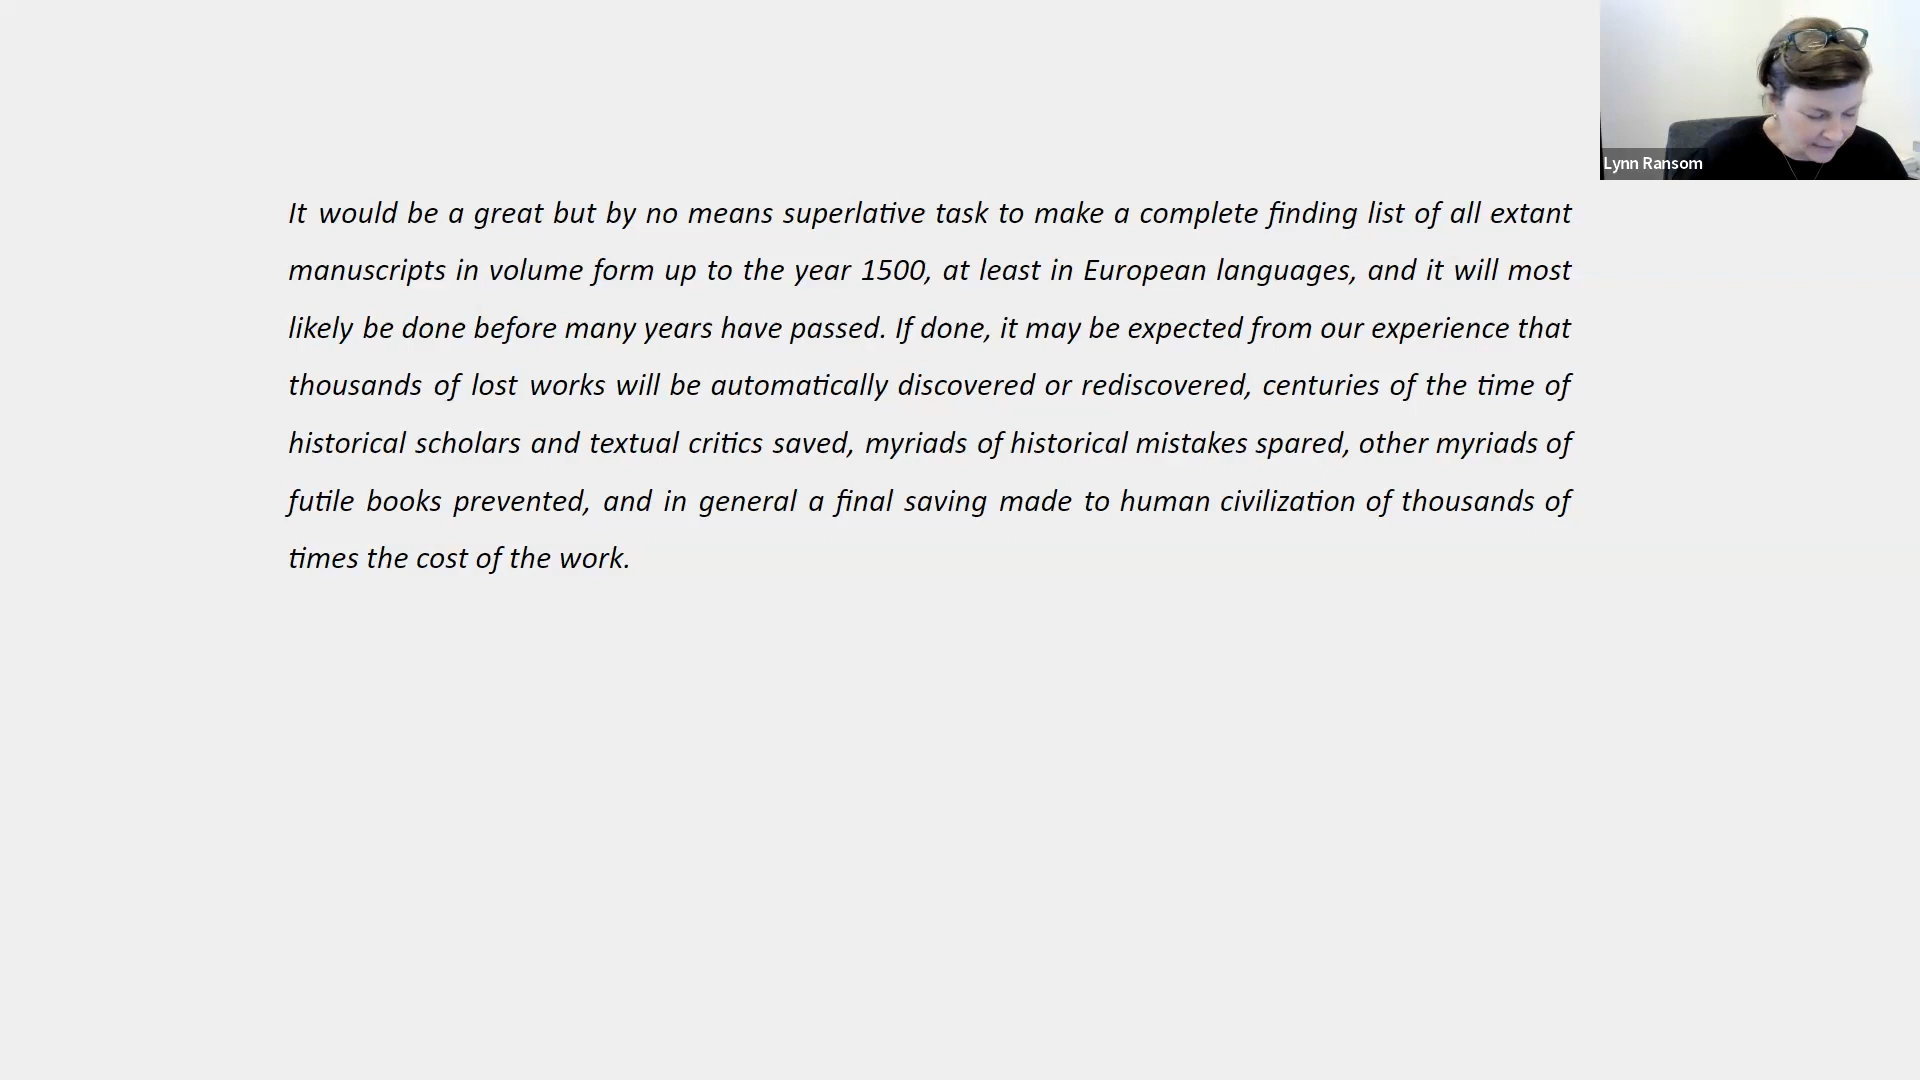 It would be a great but by no means superlative task to make a complete finding list of all extant
manuscripts in volume form up to the year 1500, at least in European languages, and it will most
likely be done before many years have passed. If done, it may be expected from our experience that
thousands of lost works will be automatically discovered or rediscovered, centuries of the time of
historical scholars and textual critics saved, myriads of historical mistakes spared, other myriads of
futile books prevented, and in general a final saving made to human civilization of thousands of
times the cost of the work.
Lynn Ransom